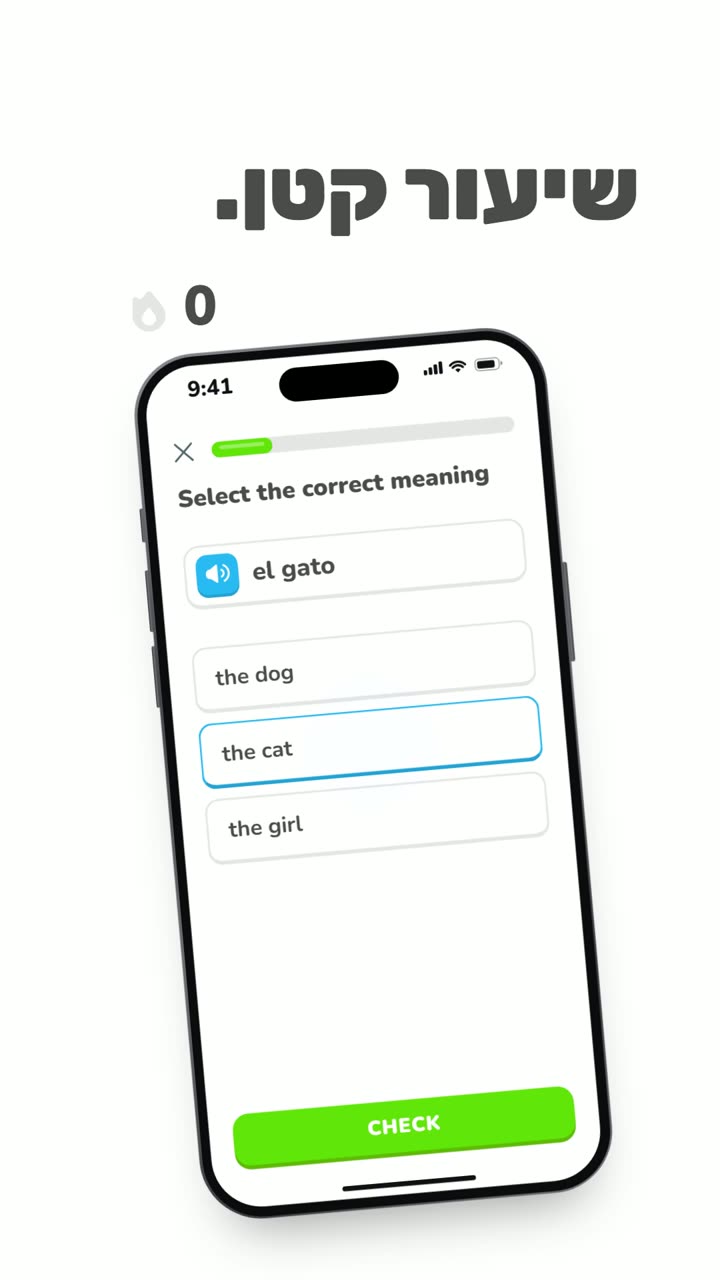 שיעור קטן.
0
9:41
Select the correct meaning
el gato
the dog
the cat
the girl
CHECK